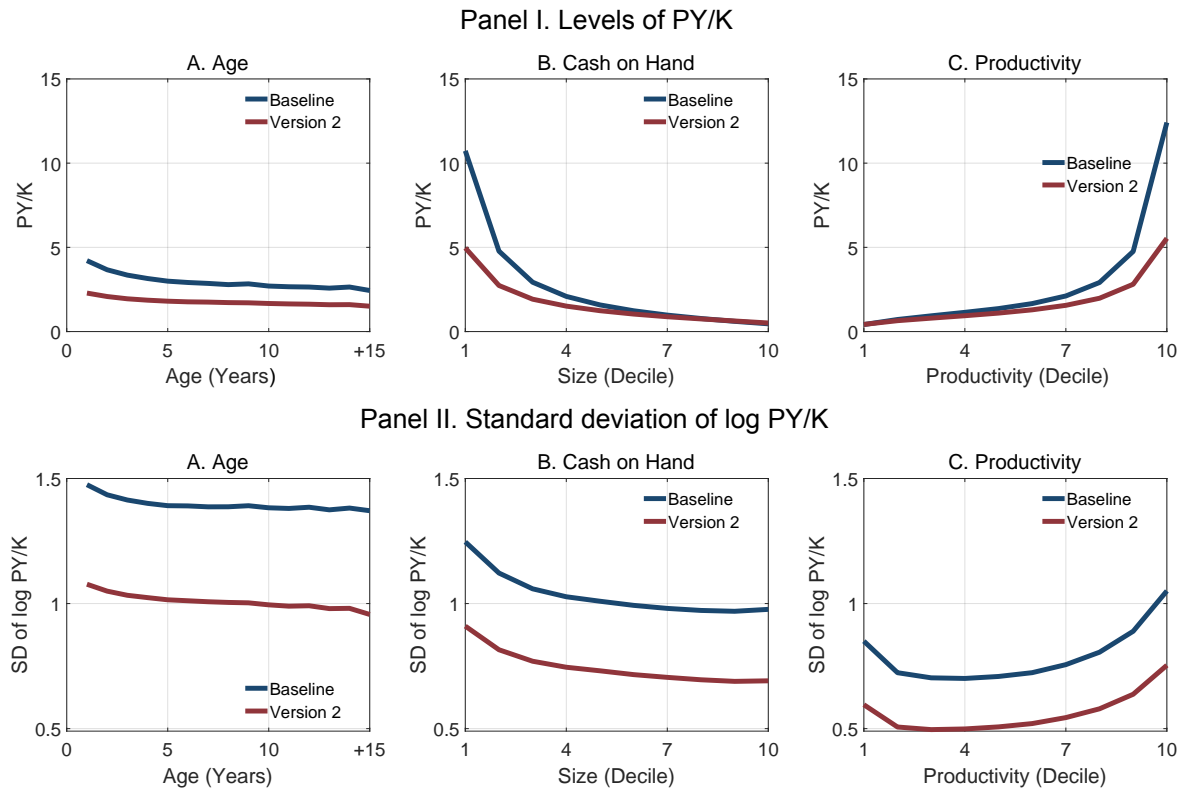 Panel I. Levels of PY/K
A. Age
15
10
5
0
PY/K
Baseline
Version 2
0
5
10
+15
Age (Years)
B. Cash on Hand
15
10
5
0
PY/K
Baseline
Version 2
1
4
7
10
Size (Decile)
C. Productivity
15
10
5
0
PY/K
Baseline
Version 2
1
4
7
10
Productivity (Decile)
Panel II. Standard deviation of log PY/K
A. Age
1.5
1
0.5
SD of log PY/K
Baseline
Version 2
0
5
10
+15
Age (Years)
B. Cash on Hand
1.5
1
0.5
SD of log PY/K
Baseline
Version 2
1
4
7
10
Size (Decile)
C. Productivity
1.5
1
0.5
SD of log PY/K
Baseline
Version 2
1
4
7
10
Productivity (Decile)